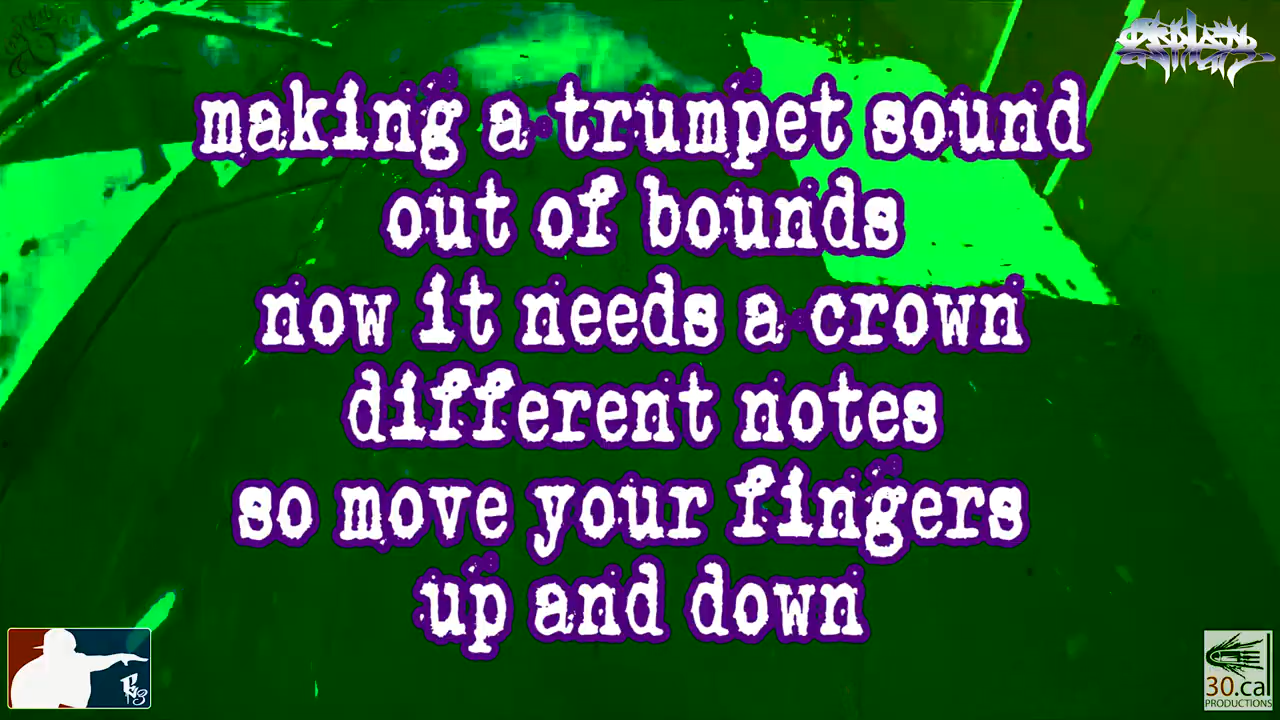 making a trumpet sound
out of bounds
now it needs a crown
different notes
so move your fingers
up and down
30.cal
PRODUCTIONS